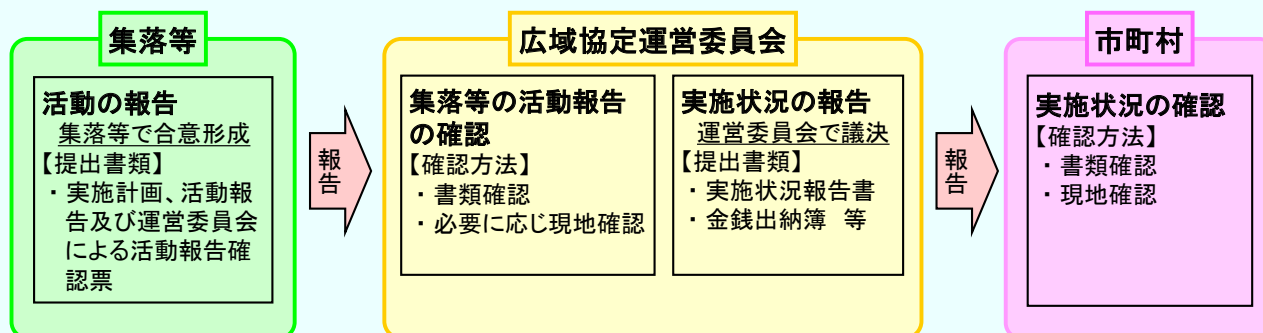 集落等
活動の報告
集落等で合意形成
【提出書類】
・実施計画、活動報
告及び運営委員会
による活動報告確
認票
報告
広域協定運営委員会
集落等の活動報告
の確認
【確認方法】
・書類確認
・必要に応じ現地確認
実施状況の報告
運営委員会で議決
【提出書類】
・実施状況報告書
・金銭出納簿 等
報告
市町村
実施状況の確認
【確認方法】
・書類確認
・現地確認